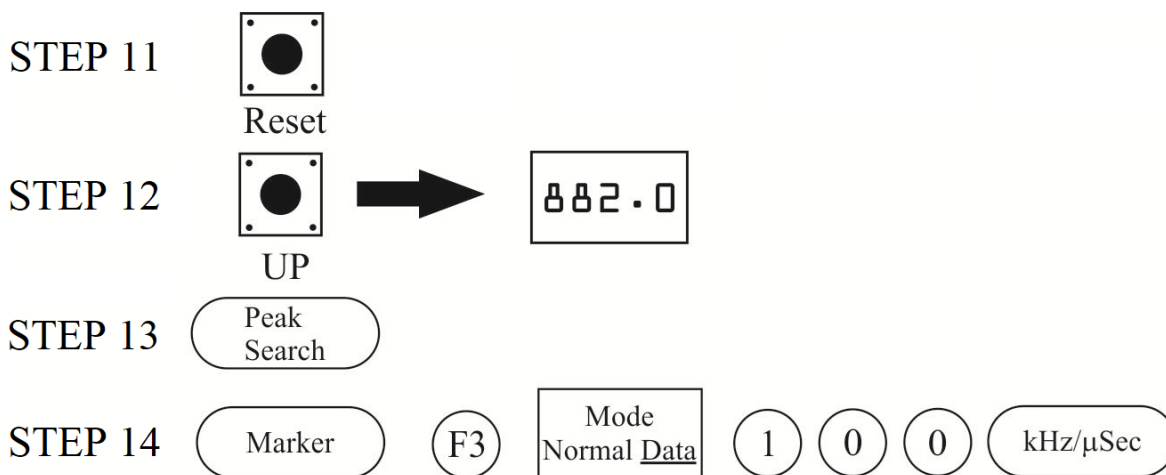 STEP 11
Reset
STEP 12
882.0
UP
STEP 13
Peak
Search
STEP 14
Marker
F3
Mode
Normal Data
1
0
0
kHz/µSec